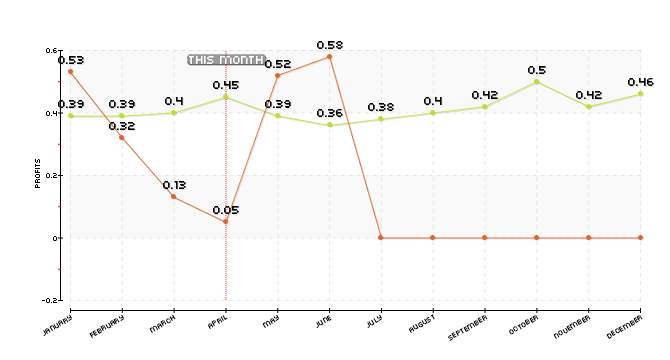 0.58
0.6
THIS MONTH
0.53
0.52
0.5
0.46
0.45
0.42
0.42
0.39
0.39
0.4
0.39
0.36
0.38
0.4
0.4
0.32
0.2
0.13
0.05
0
-0.2
PROFITS
JANUARY
FEBRUARY
MARCH
APRIL
MAY
JUNE
JULY
AUGUST
SEPTEMBER
OCTOBER
NOVEMBER
DECEMBER